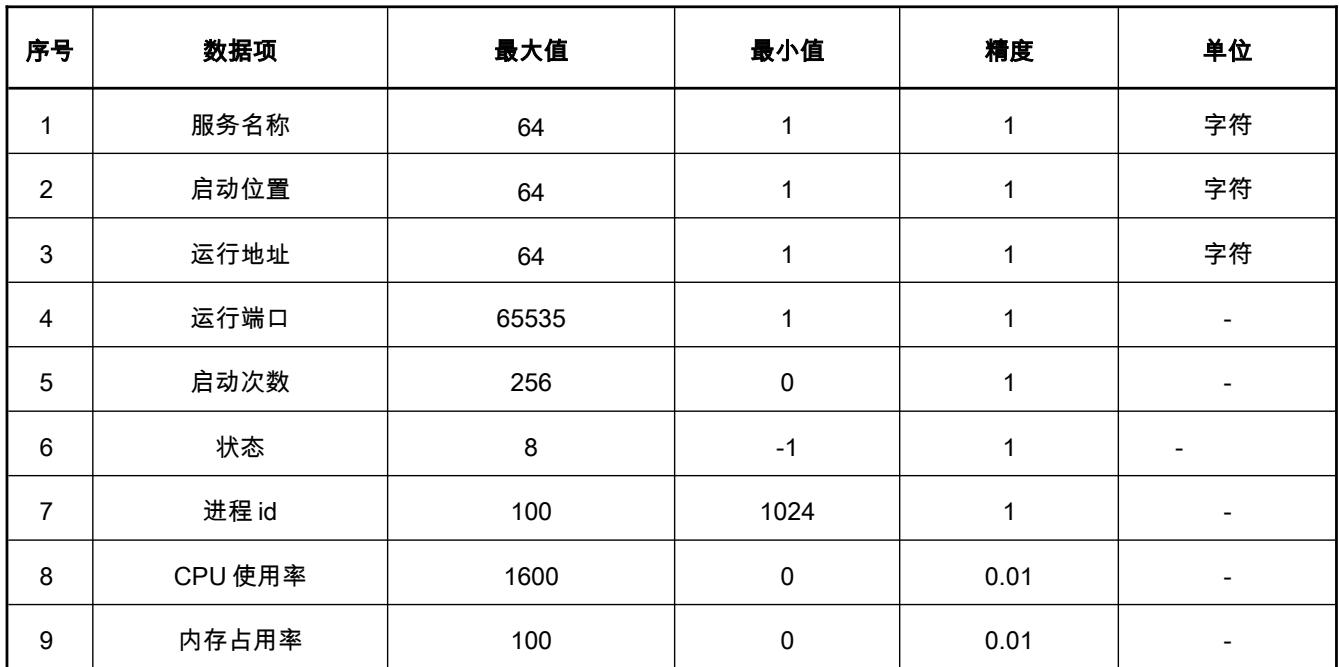 序号 数据项 最大值 最小值 精度 单位
1 服务名称 64 1 1 字符
2 启动位置 64 1 1 字符
3 运行地址 64 1 1 字符
4 运行端口 65535 1 1 -
5 启动次数 256 0 1 -
6 状态 8 -1 1 -
7 进程 id 100 1024 1 -
8 CPU 使用率 1600 0 0.01 -
9 内存占用率 100 0 0.01 -